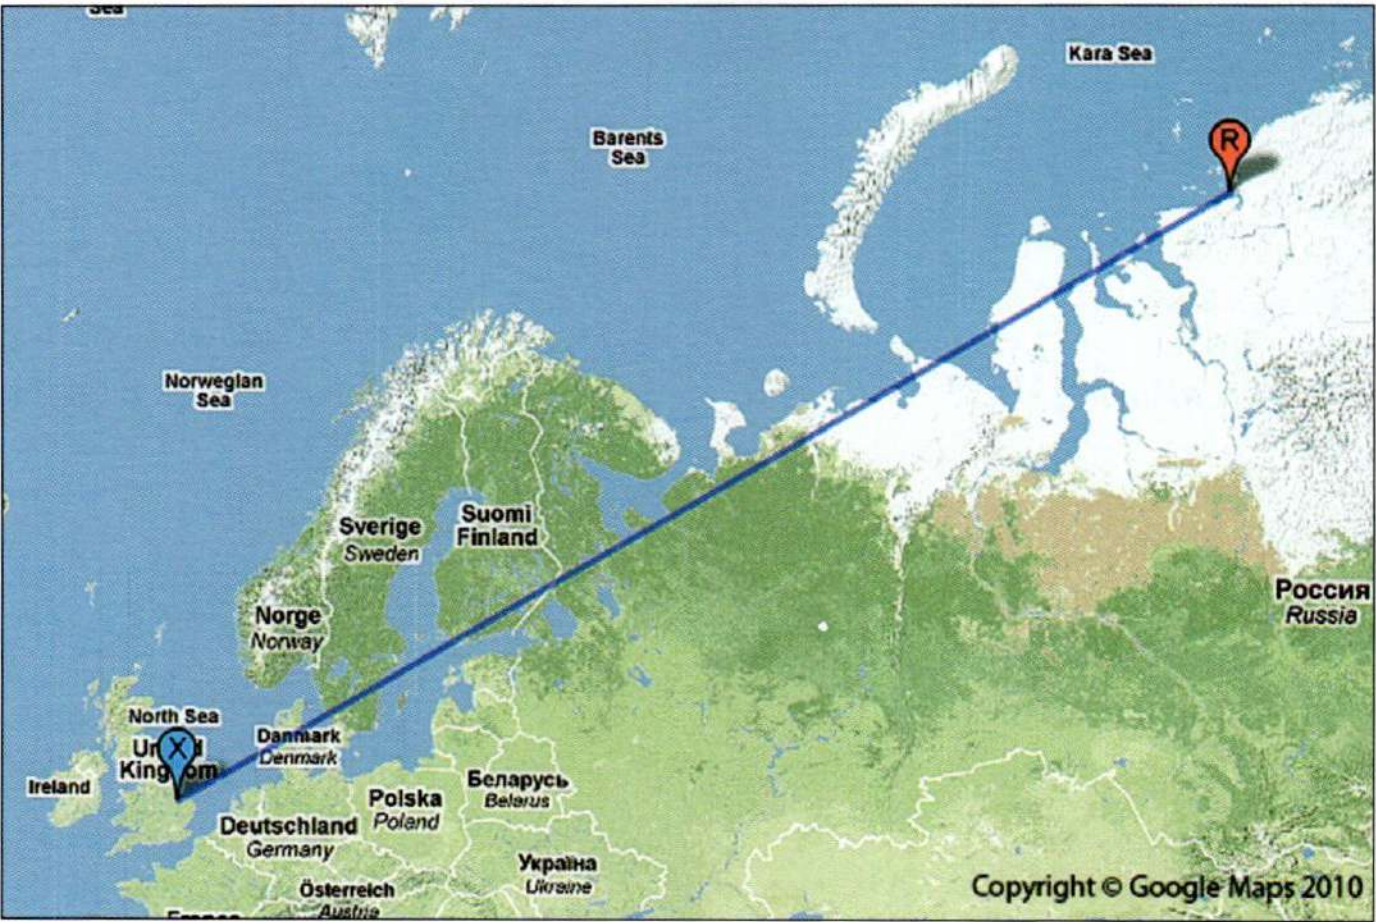 Sea
Kara Sea
Barents
Sea
R
Norwegian
Sea
Sverige
Sweden
Suomi
Finland
Norge
Norway
Россия
Russia
North Sea
X
Danmark
Denmark
Ireland
Polska
Poland
Беларусь
Belarus
Deutschland
Germany
Україна
Ukraine
Österreich
Austria
Copyright © Google Maps 2010